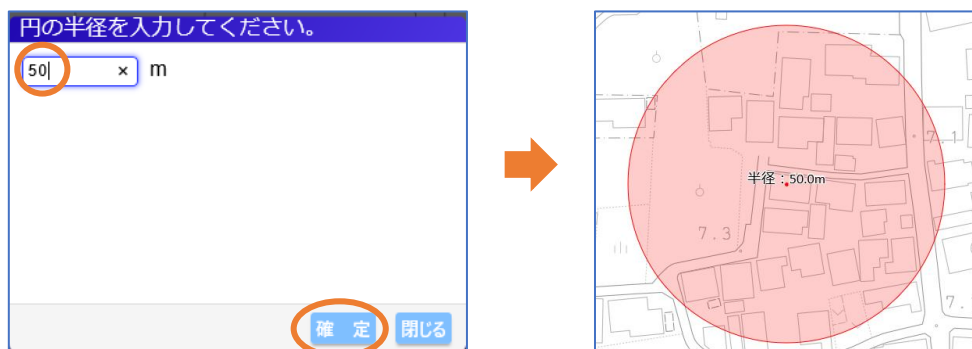 円の半径を入力してください。
50 × m
確 定 閉じる
7.1
半径：50.0m
7.3
7.